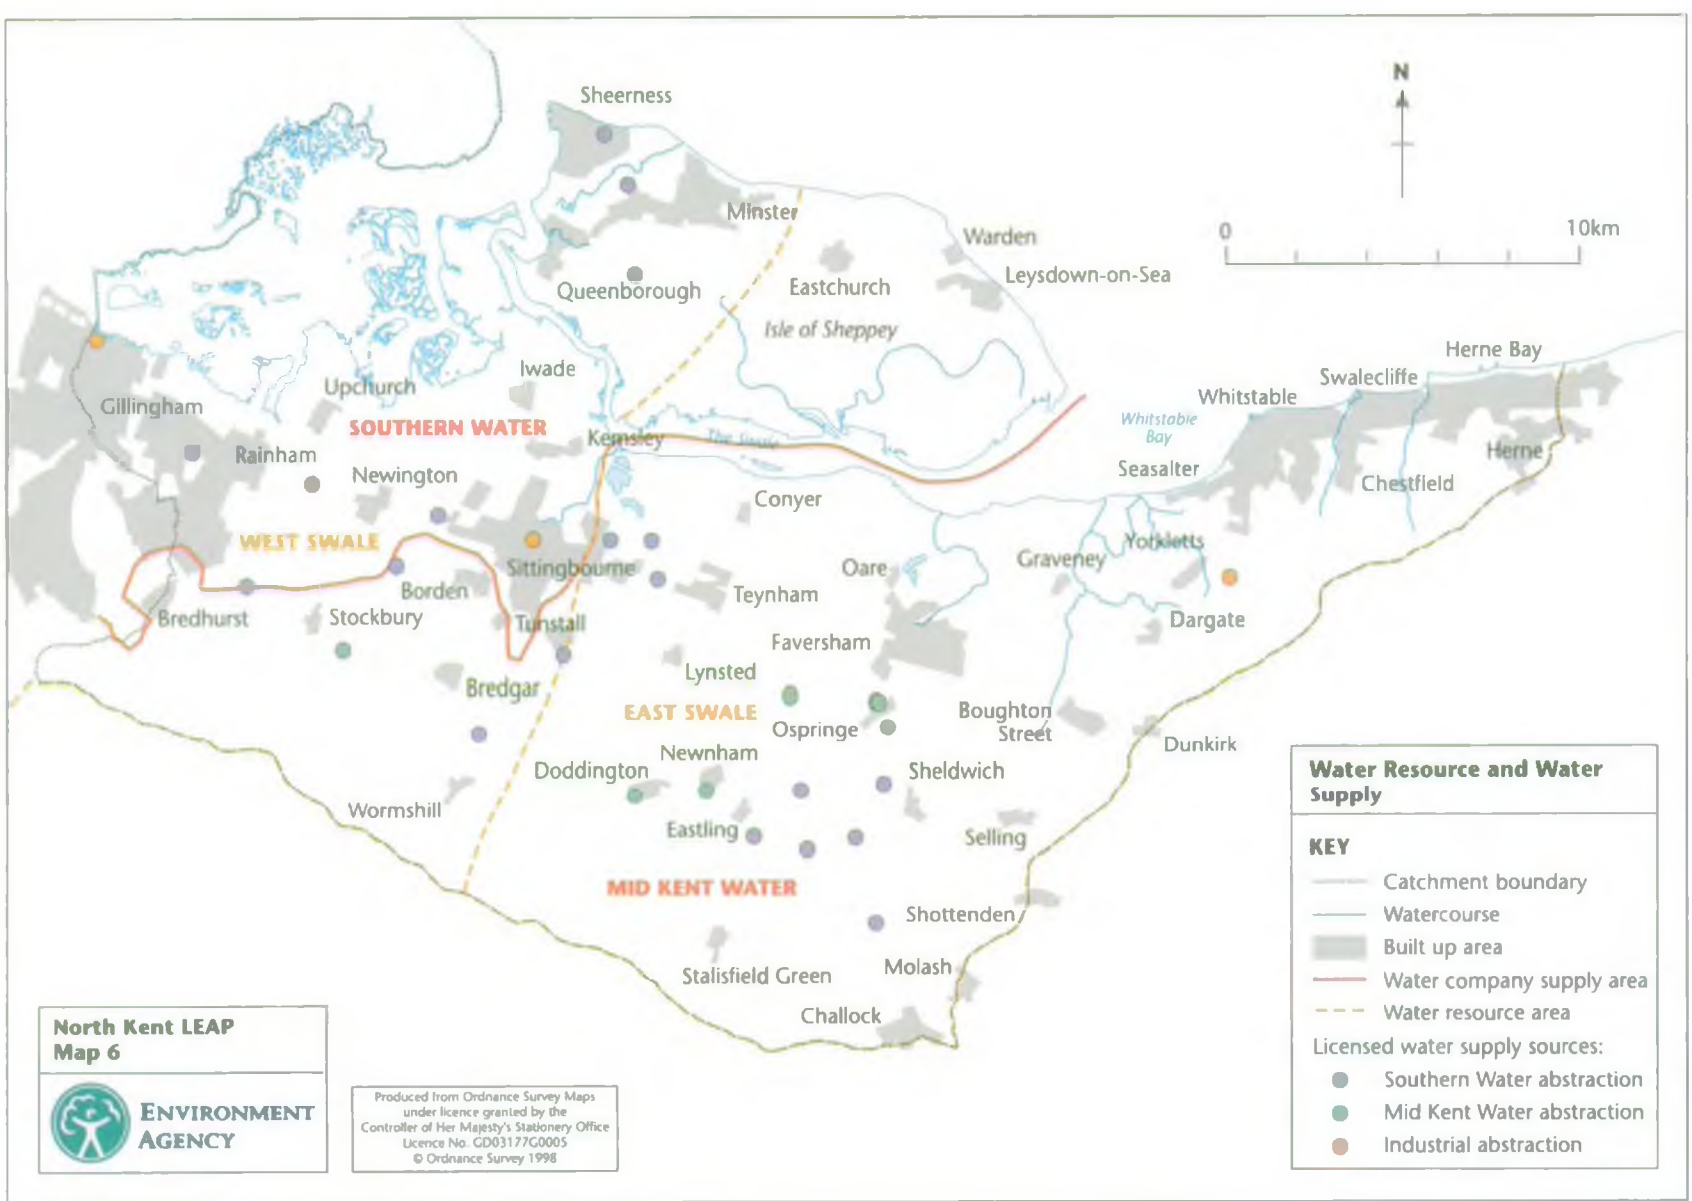 N
0
10km
Sheerness
Minster
Warden
Leysdown-on-Sea
Queenborough
Eastchurch
Isle of Sheppey
Herne Bay
Swalecliffe
Whitstable
Iwade
Upchurch
Gillingham
SOUTHERN WATER
Kemsley
The Swale
Whitstable
Bay
Herne
Rainham
Newington
Seasalter
Chestfield
Conyer
WEST SWALE
Yorkletts
Graveney
Oare
Sittingbourne
Borden
Teynham
Bredhurst
Stockbury
Tunstall
Dargate
Faversham
Lynsted
Bredgar
EAST SWALE
Ospringe
Boughton
Street
Dunkirk
Newnham
Doddington
Sheldwich
Wormshill
Eastling
Selling
MID KENT WATER
Shottenden
Stalisfield Green
Molash
Challock
Water Resource and Water
Supply
KEY
Catchment boundary
Watercourse
Built up area
Water company supply area
Water resource area
Licensed water supply sources:
Southern Water abstraction
Mid Kent Water abstraction
Industrial abstraction
North Kent LEAP
Map 6
ENVIRONMENT
AGENCY
Produced from Ordnance Survey Maps
under licence granted by the
Controller of Her Majesty's Stationery Office
Licence No. GD03177G0005
© Ordnance Survey 1998